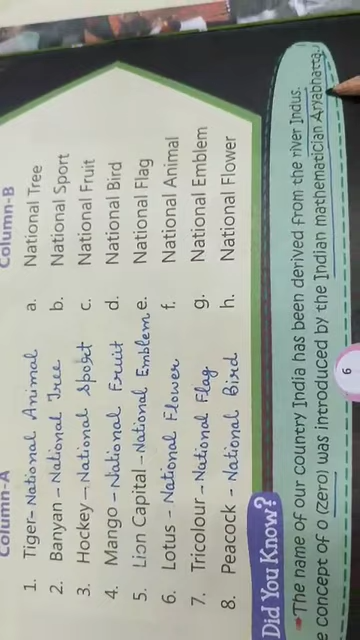 Column-A Column-B
1. Tiger- National Animal a. National Tree
2. Banyan - National Tree b. National Sport
3. Hockey - National Sport c. National Fruit
4. Mango - National Fruit d. National Bird
5. Lion Capital - National Emblem e. National Flag
6. Lotus - National Flower f. National Animal
7. Tricolour - National Flag g. National Emblem
8. Peacock - National Bird h. National Flower
Did You Know?
The name of our country India has been derived from the river Indus.
concept of 0 (zero) was introduced by the Indian mathematician Aryabhatta.
6